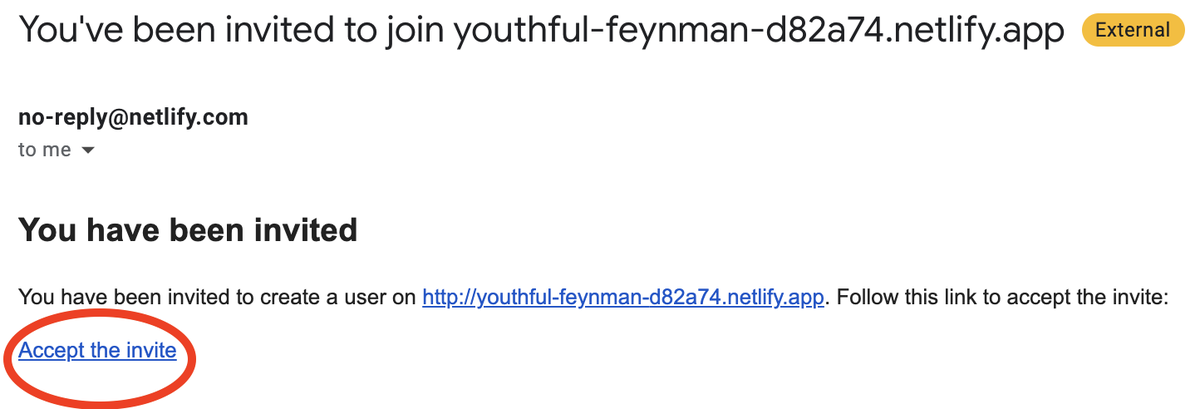 You've been invited to join youthful-feynman-d82a74.netlify.app External
no-reply@netlify.com
to me
You have been invited
You have been invited to create a user on http://youthful-feynman-d82a74.netlify.app. Follow this link to accept the invite:
Accept the invite